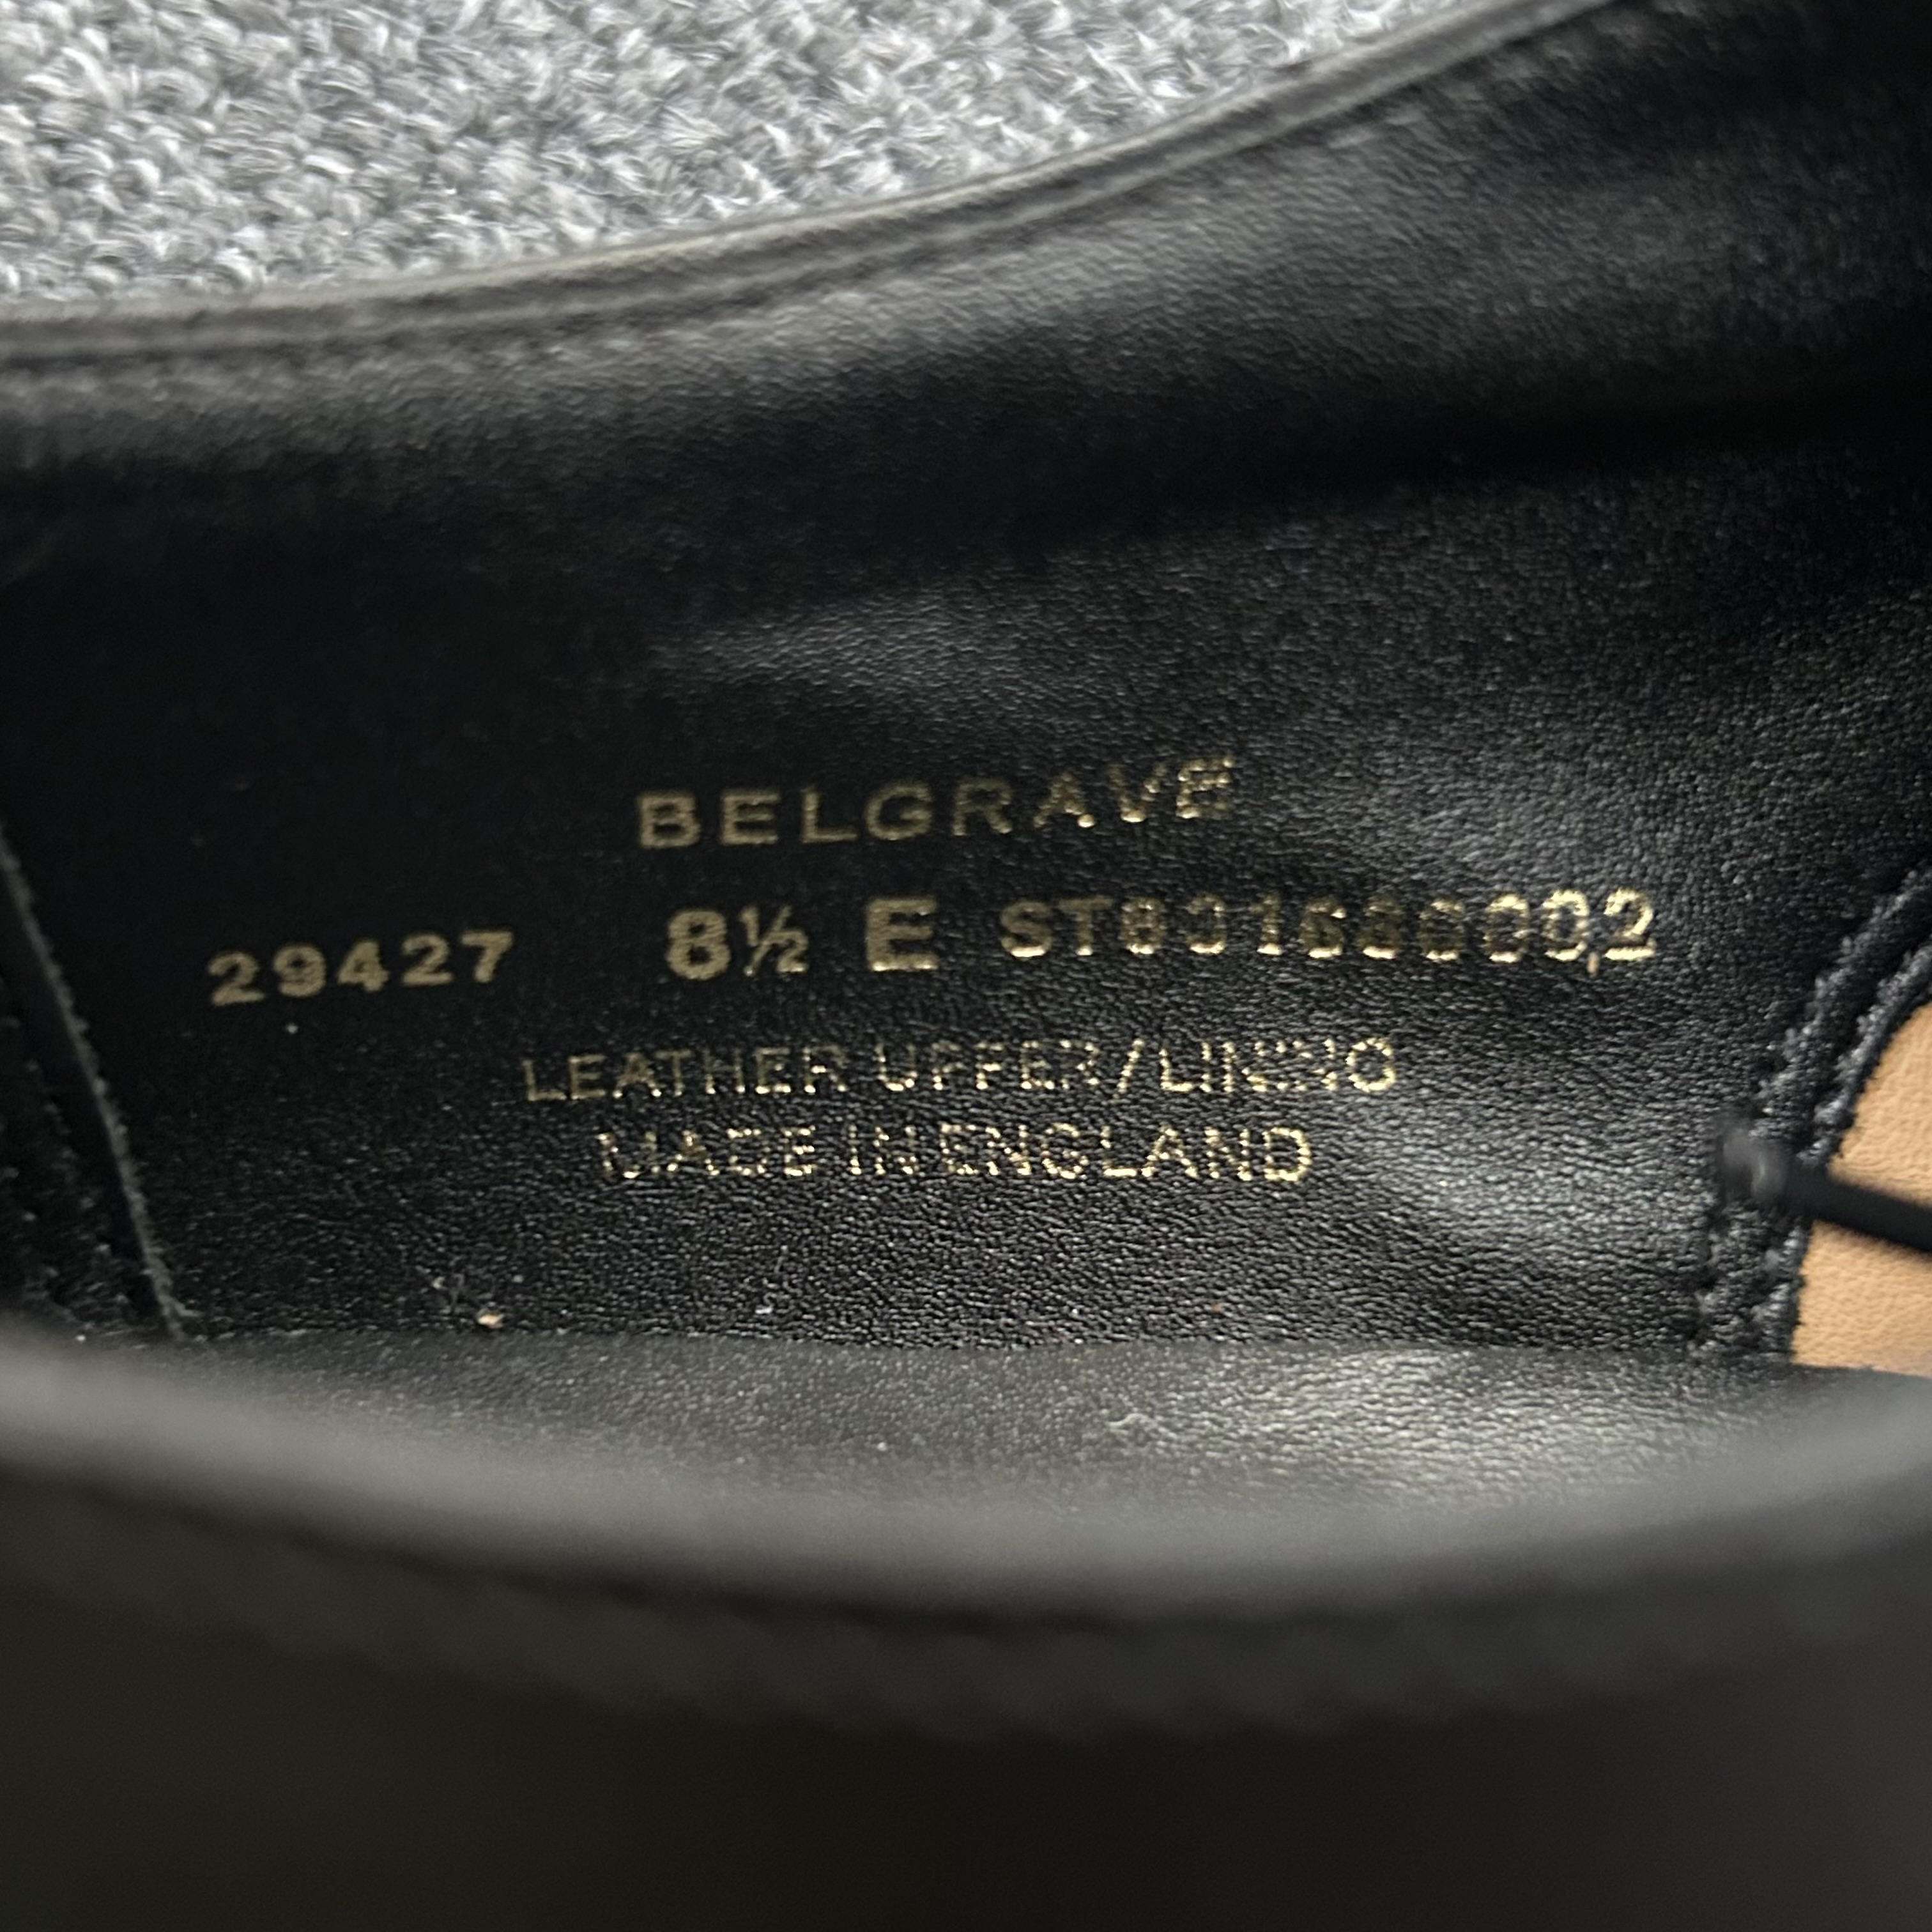 BELGRAVE
29427 8½ E
LEATHER UPPER/LINING
MADE IN ENGLAND